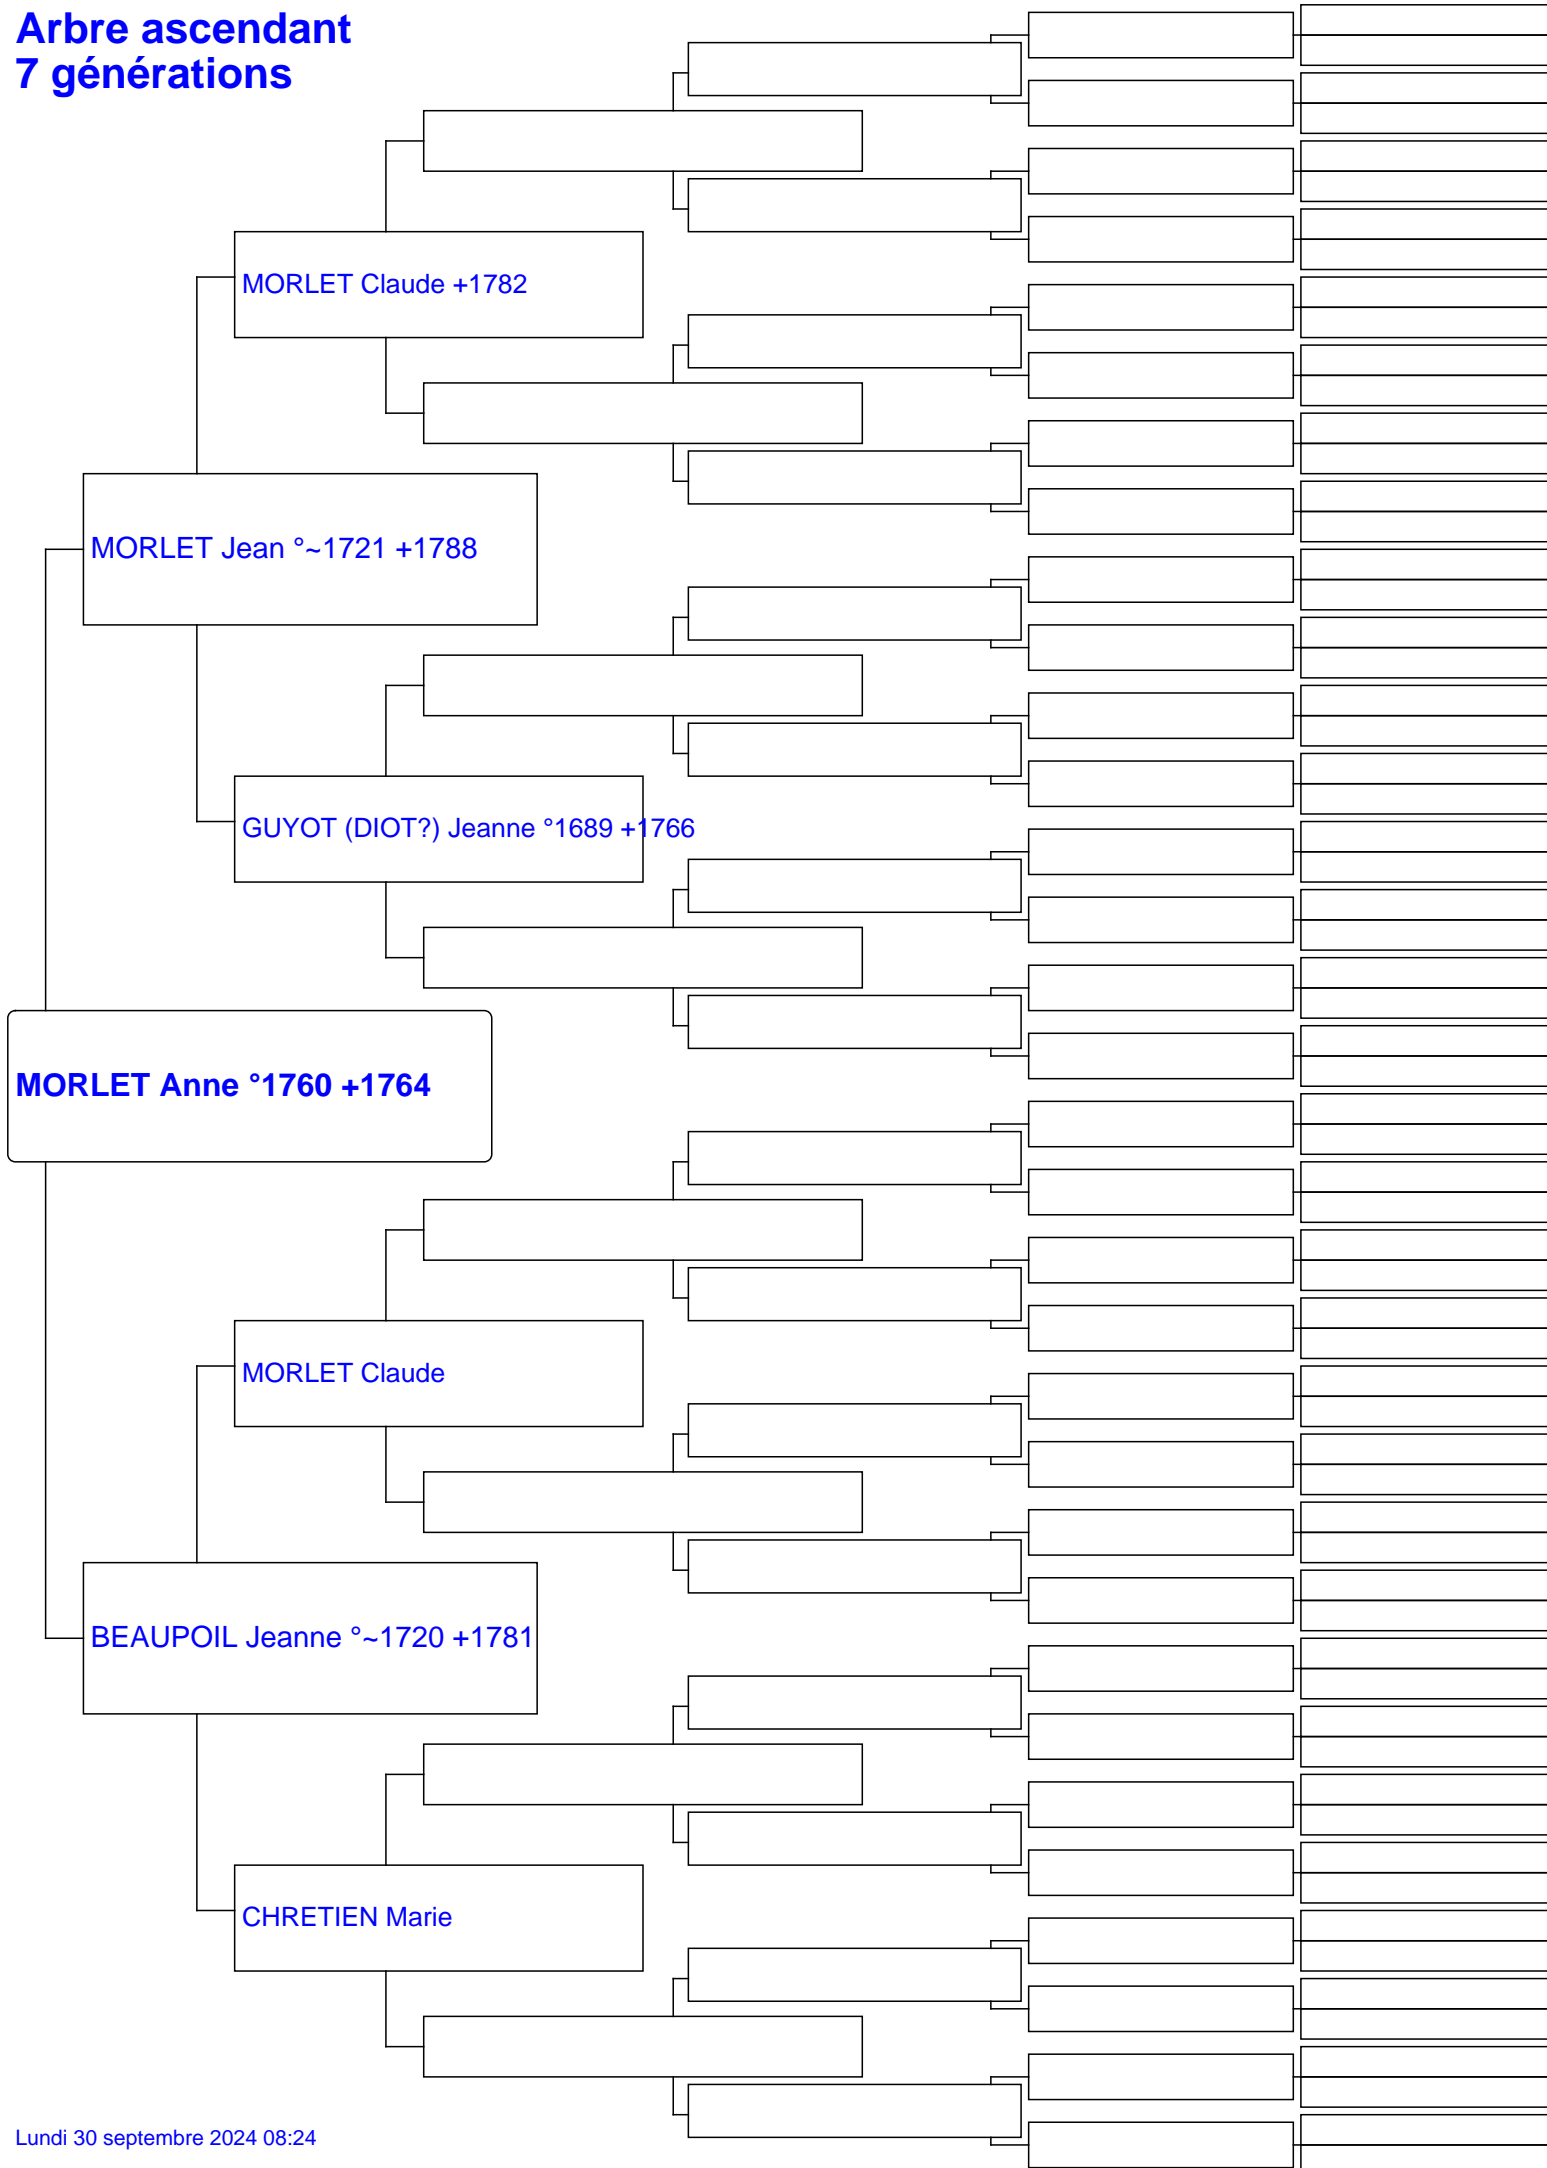 Arbre ascendant
7 générations
MORLET Claude +1782
MORLET Jean °~1721 +1788
GUYOT (DIOT?) Jeanne °1689 +1766
MORLET Anne °1760 +1764
MORLET Claude
BEAUPOIL Jeanne °~1720 +1781
CHRETIEN Marie
Lundi 30 septembre 2024 08:24